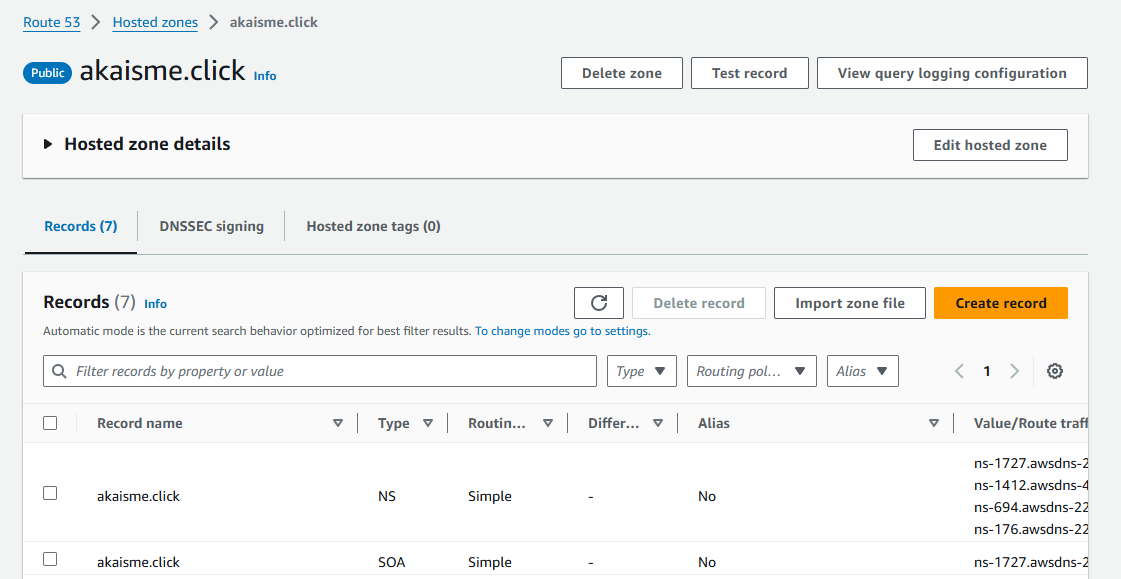 Route 53 > Hosted zones > akaisme.click
Public akaisme.click Info
Delete zone Test record View query logging configuration
Hosted zone details Edit hosted zone
Records (7) DNSSEC signing Hosted zone tags (0)
Records (7) Info Delete record Import zone file Create record
Automatic mode is the current search behavior optimized for best filter results. To change modes go to settings.
Filter records by property or value Type Routing pol... Alias 1
Record name Type Routin... Differ... Alias Value/Route traff
ns-1727.awsdns-2
ns-1412.awsdns-4
akaisme.click NS Simple - No
ns-694.awsdns-22
ns-176.awsdns-22
akaisme.click SOA Simple - No ns-1727.awsdns-2